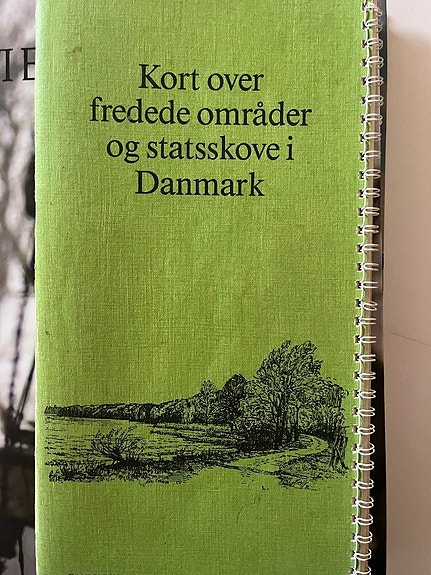 Kort over
fredede områder
og statsskove i
Danmark